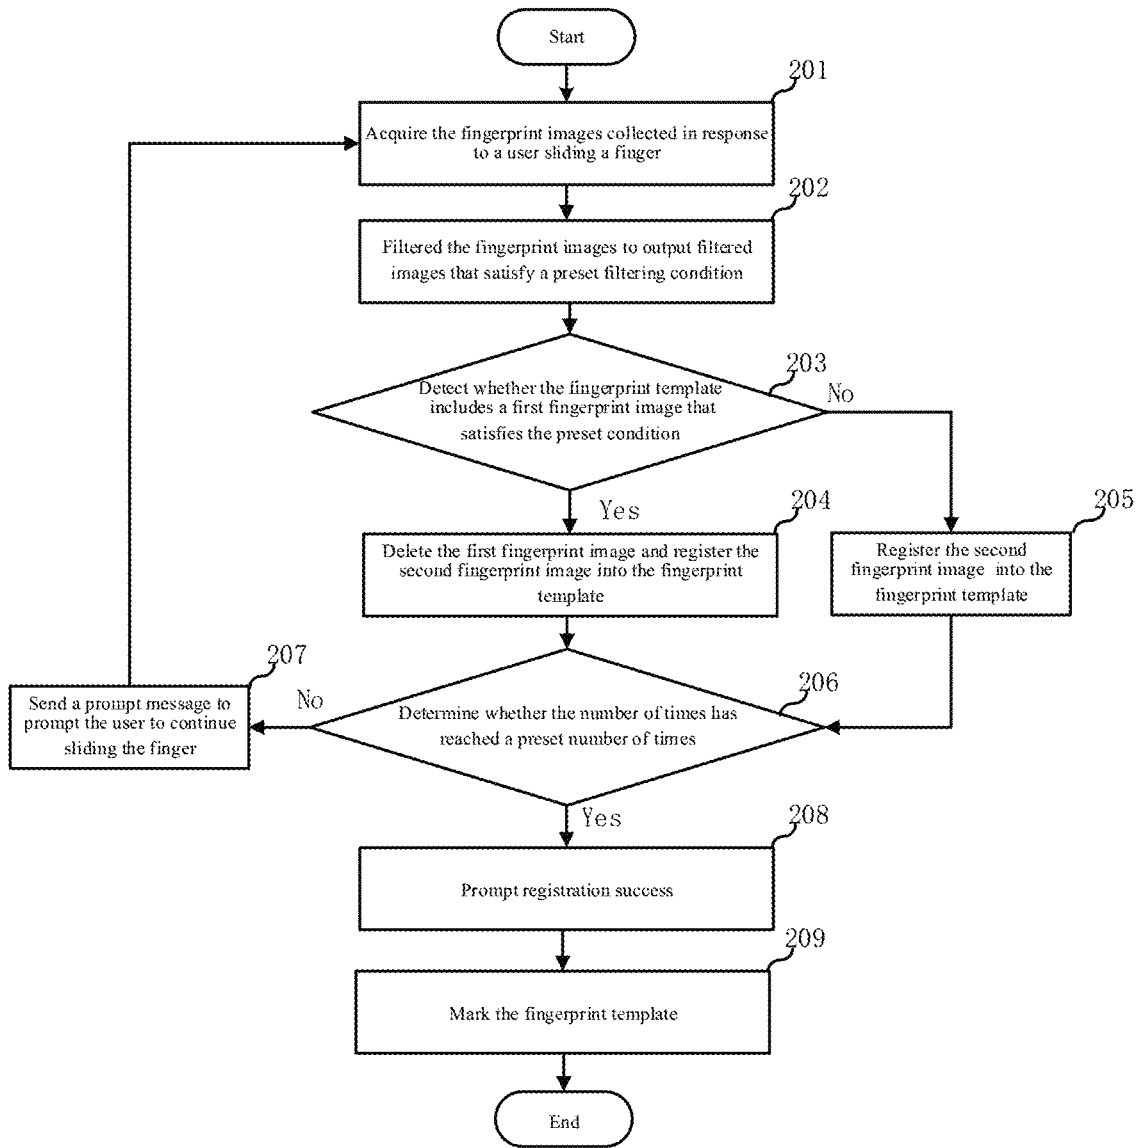 Start
201
Acquire the fingerprint images collected in response
to a user sliding a finger
202
Filtered the fingerprint images to output filtered
images that satisfy a preset filtering condition
203
Detect whether the fingerprint template
includes a first fingerprint image that
satisfies the preset condition
No
Yes
204
Delete the first fingerprint image and register the
second fingerprint image into the fingerprint
template
205
Register the second
fingerprint image into the
fingerprint template
206
Determine whether the number of times has
reached a preset number of times
No
207
Send a prompt message to
prompt the user to continue
sliding the finger
Yes
208
Prompt registration success
209
Mark the fingerprint template
End